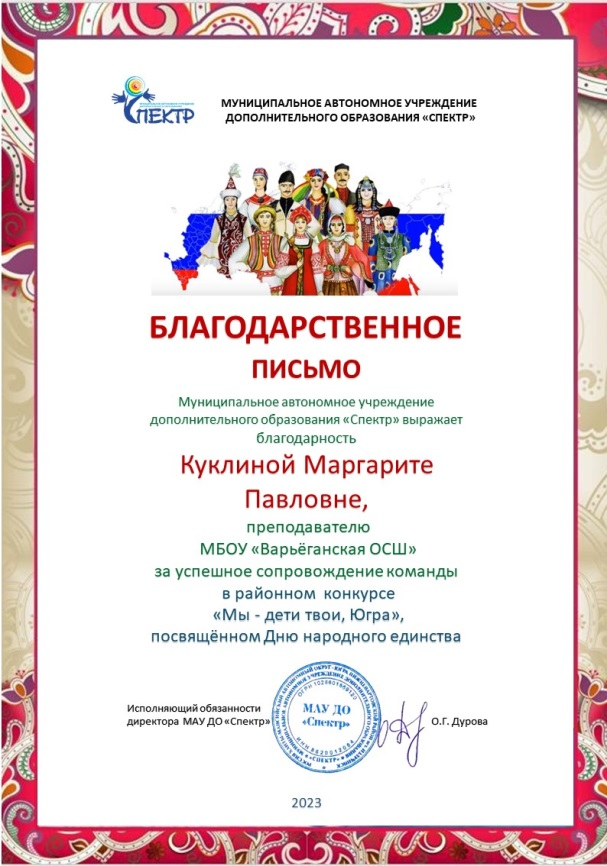 СПЕКТР
МУНИЦИПАЛЬНОЕ АВТОНОМНОЕ УЧРЕЖДЕНИЕ
ДОПОЛНИТЕЛЬНОГО ОБРАЗОВАНИЯ «СПЕКТР»
БЛАГОДАРСТВЕННОЕ
ПИСЬМО
Муниципальное автономное учреждение
дополнительного образования «Спектр» выражает
благодарность
Куклиной Маргарите
Павловне,
преподавателю
МБОУ «Варьёганская ОСШ»
за успешное сопровождение команды
в районном конкурсе
«Мы - дети твои, Югра»,
посвящённом Дню народного единства
Исполняющий обязанности
директора МАУ ДО «Спектр»
МАУ ДО
«Спектр»
О.Г. Дурова
2023